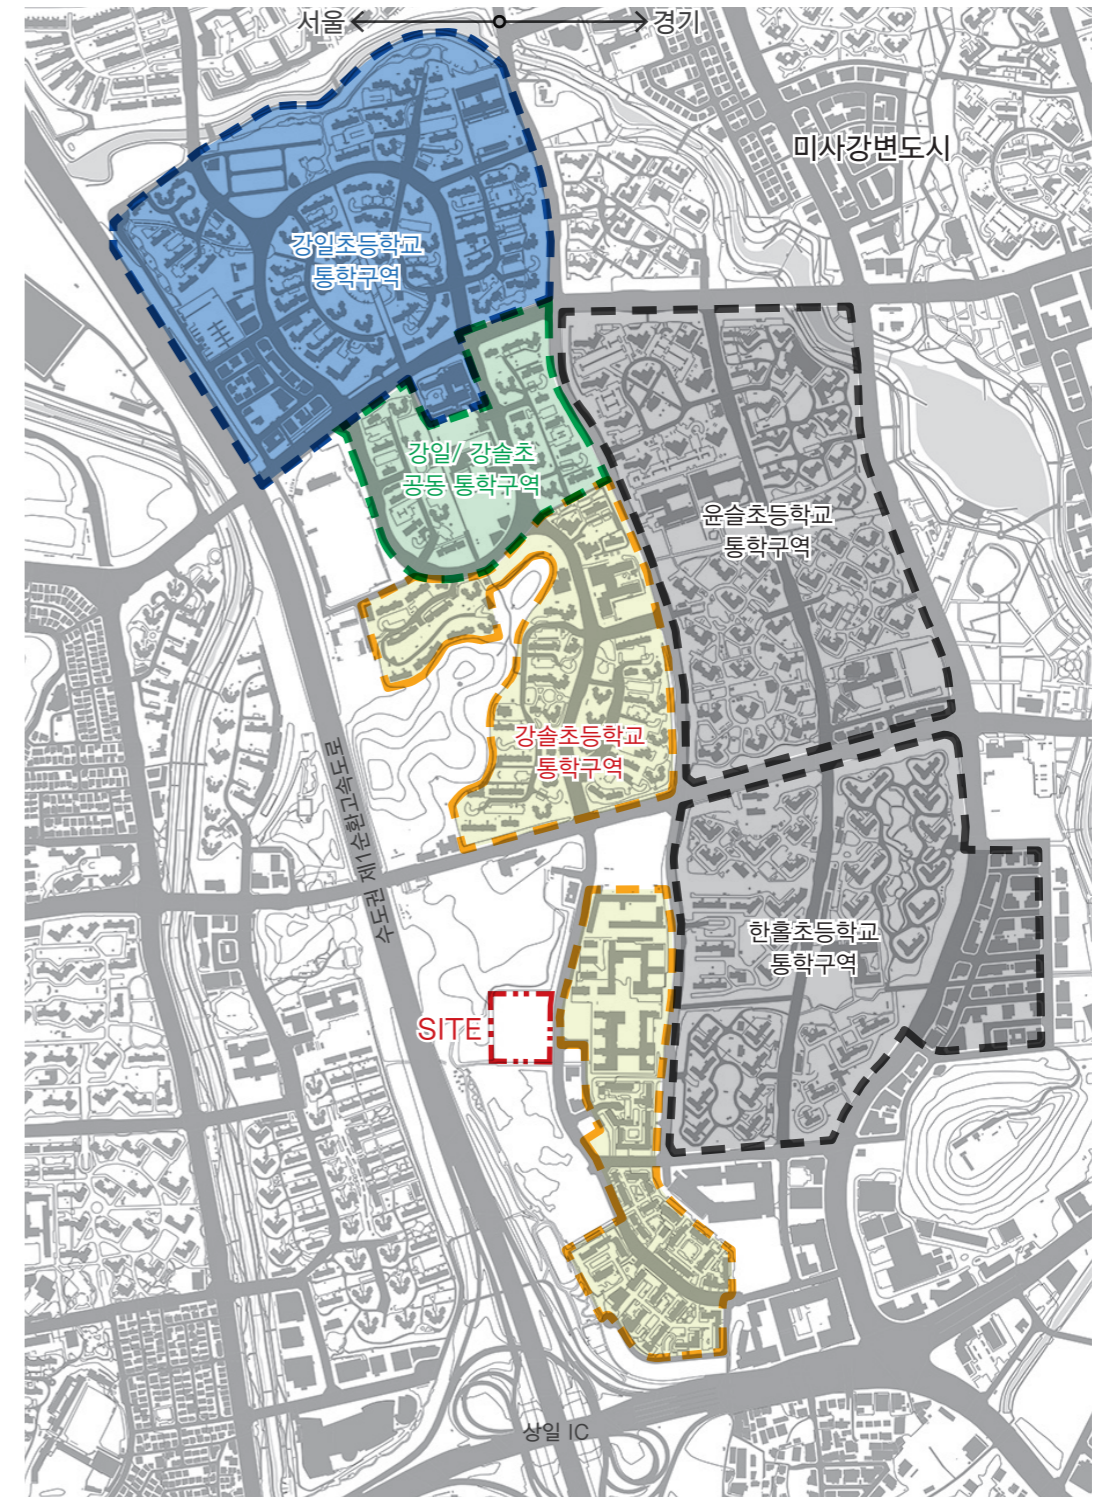 서울
경기
미사강변도시
강일초등학교
통학구역
강일/ 강솔초
공동 통학구역
윤슬초등학교
통학구역
강솔초등학교
통학구역
수도권 제1순환고속도로
한홀초등학교
통학구역
SITE
상일 IC